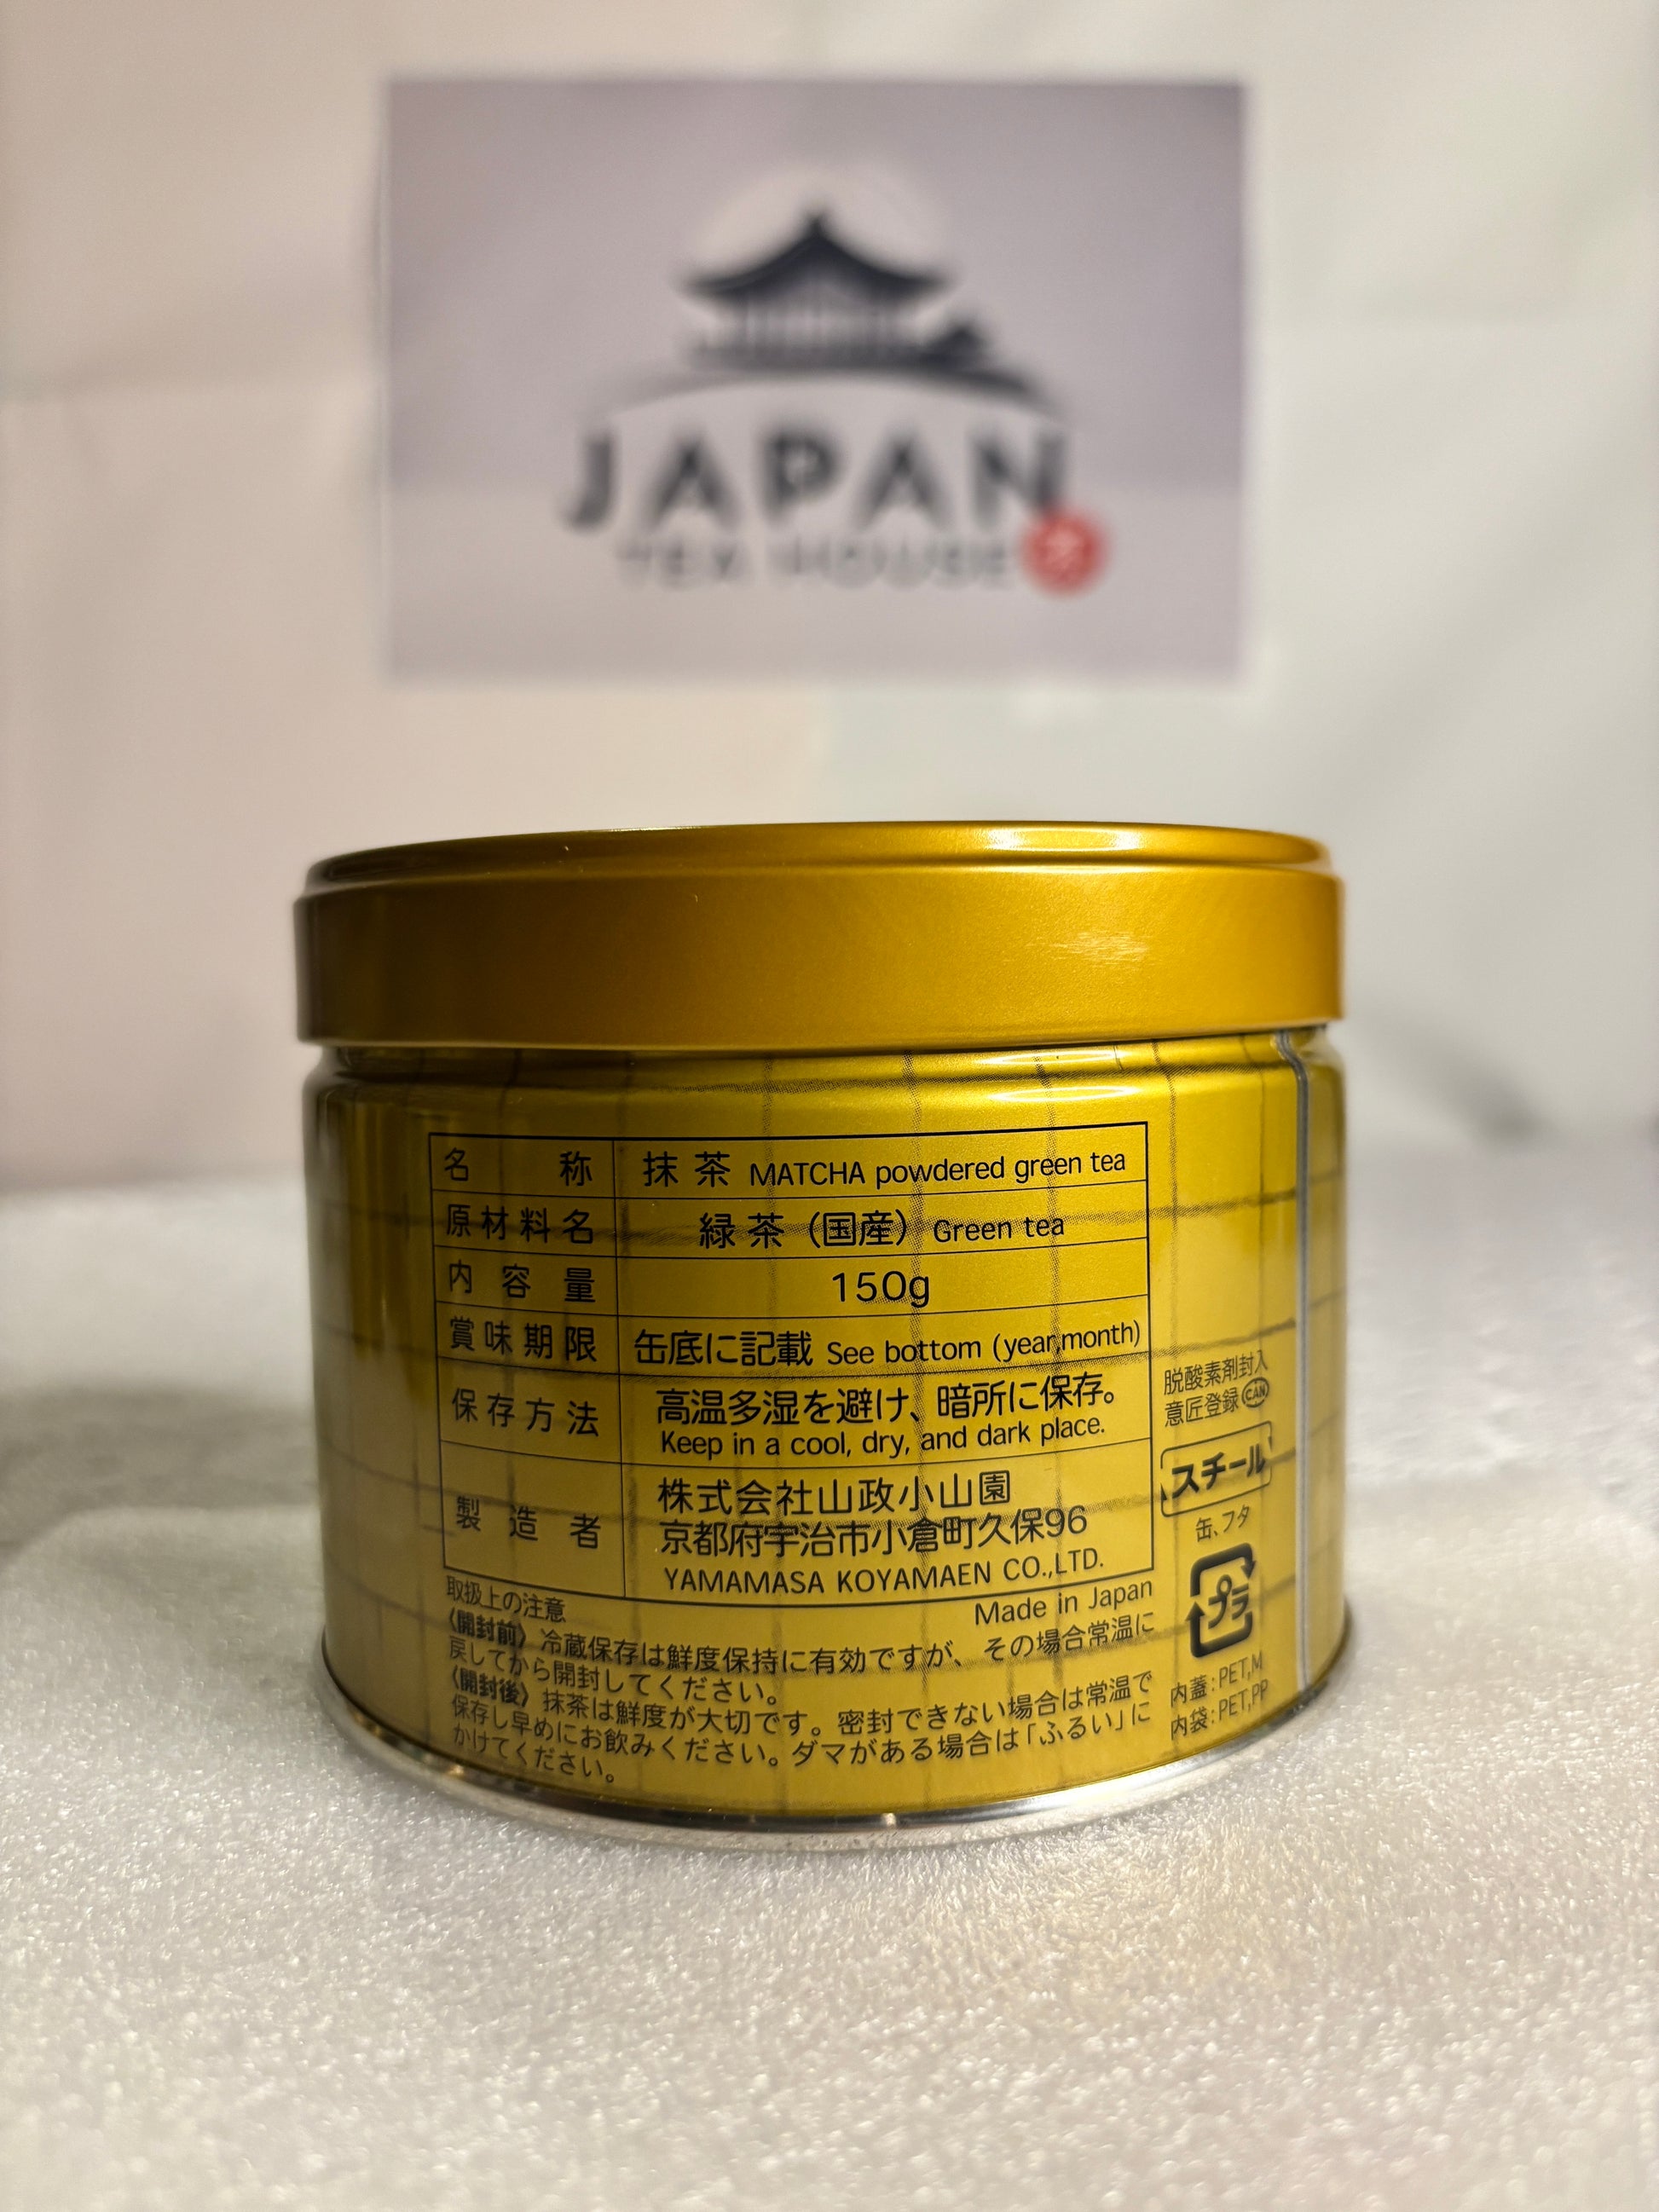 JAPAN
TEA HOUSE
名称 抹茶 MATCHA powdered green tea
原材料名 緑茶（国産） Green tea
内容量 150g
賞味期限 缶底に記載 See bottom (year,month)
保存方法 高温多湿を避け、暗所に保存。
Keep in a cool, dry, and dark place.
製造者 株式会社山政小山園
京都府宇治市小倉町久保96
YAMAMASA KOYAMAEN CO.,LTD.
Made in Japan
取扱上の注意
〈開封前〉冷蔵保存は鮮度保持に有効ですが、その場合常温に
戻してから開封してください。
〈開封後〉抹茶は鮮度が大切です。密封できない場合は常温で
保存し早めにお飲みください。ダマがある場合は「ふるい」に
かけてください。
脱酸素剤封入
意匠登録 CAN
スチール
缶、フタ
プラ
内蓋：PET,M
内袋：PET,PP